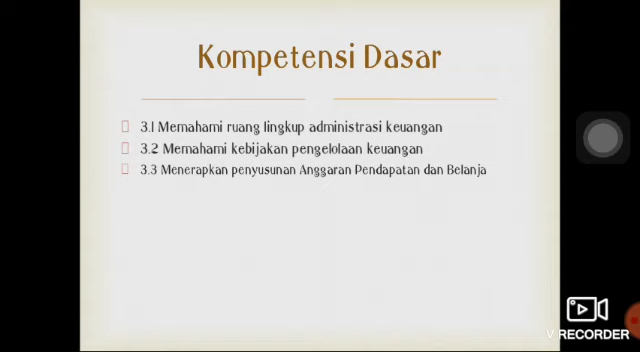 Kompetensi Dasar
3.1 Memahami ruang lingkup administrasi keuangan
3.2 Memahami kebijakan pengelolaan keuangan
3.3 Menerapkan penyusunan Anggaran Pendapatan dan Belanja
V RECORDER